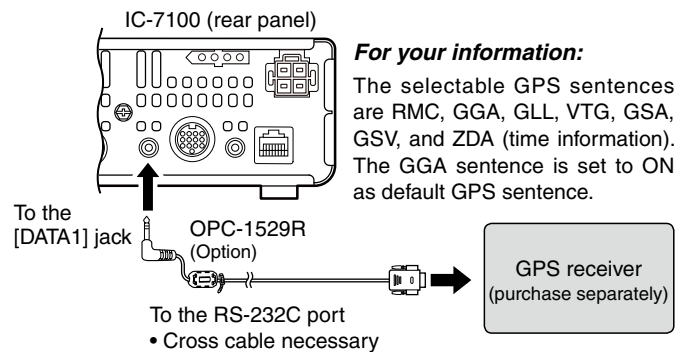 IC-7100 (rear panel)
For your information:
The selectable GPS sentences
are RMC, GGA, GLL, VTG, GSA,
GSV, and ZDA (time information).
The GGA sentence is set to ON
as default GPS sentence.
To the
[DATA1] jack
OPC-1529R
(Option)
GPS receiver
(purchase separately)
To the RS-232C port
• Cross cable necessary